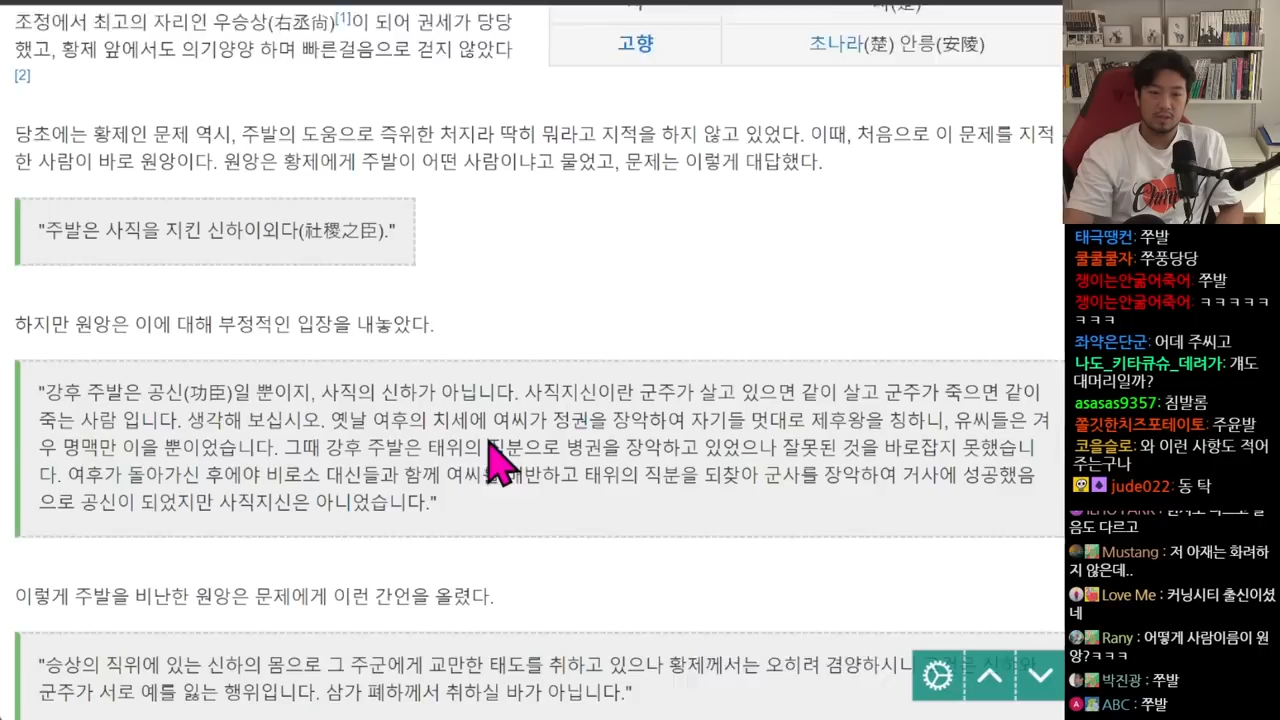 조정에서 최고의 자리인 우승상(右丞尙)[1]이 되어 권세가 당당
했고, 황제 앞에서도 의기양양 하며 빠른걸음으로 걷지 않았다
[2]
고향
초나라(楚) 안릉(安陵)
당초에는 황제인 문제 역시, 주발의 도움으로 즉위한 처지라 딱히 뭐라고 지적을 하지 않고 있었다. 이때, 처음으로 이 문제를 지적
한 사람이 바로 원앙이다. 원앙은 황제에게 주발이 어떤 사람이냐고 물었고, 문제는 이렇게 대답했다.
"주발은 사직을 지킨 신하이외다(社稷之臣)."
하지만 원앙은 이에 대해 부정적인 입장을 내놓았다.
"강후 주발은 공신(功臣)일 뿐이지, 사직의 신하가 아닙니다. 사직지신이란 군주가 살고 있으면 같이 살고 군주가 죽으면 같이
죽는 사람 입니다. 생각해 보십시오. 옛날 여후의 치세에 여씨가 정권을 장악하여 자기들 멋대로 제후왕을 칭하니, 유씨들은 겨
우 명맥만 이을 뿐이었습니다. 그때 강후 주발은 태위의 직분으로 병권을 장악하고 있었으나 잘못된 것을 바로잡지 못했습니
다. 여후가 돌아가신 후에야 비로소 대신들과 함께 여씨를 배반하고 태위의 직분을 되찾아 군사를 장악하여 거사에 성공했음
으로 공신이 되었지만 사직지신은 아니었습니다."
이렇게 주발을 비난한 원앙은 문제에게 이런 간언을 올렸다.
"승상의 직위에 있는 신하의 몸으로 그 주군에게 교만한 태도를 취하고 있으나 황제께서는 오히려 겸양하시니
군주가 서로 예를 잃는 행위입니다. 삼가 폐하께서 취하실 바가 아닙니다."
태극땡컨: 쭈발
쿨쿨쿨자: 쭈풍당당
쟁이는안굶어죽어: 쭈발
쟁이는안굶어죽어: ㅋㅋㅋㅋㅋ
ㅋㅋㅋ
좌약은단군: 어데 주씨고
나도_키타큐슈_데려가: 개도
대머리일까?
asasas9357: 침발롬
쫄깃한치즈포테이토: 주윤발
코을슬로: 와 이런 사항도 적어
주는구나
jude022: 동 탁
음도 다르고
Mustang : 저 아재는 화려하
지 않은데..
Love Me : 커닝시티 출신이셨
네
Rany : 어떻게 사람이름이 원
앙?ㅋㅋㅋ
박진광 : 쭈발
ABC : 쭈발